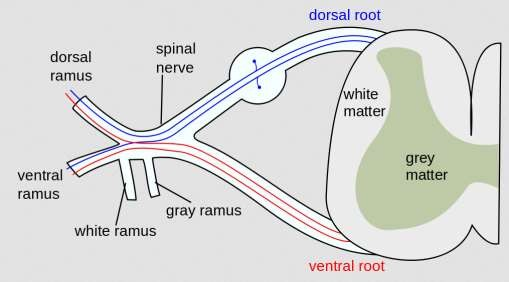 dorsal root
dorsal
ramus
spinal
nerve
white
matter
grey
matter
ventral
ramus
gray ramus
white ramus
ventral root